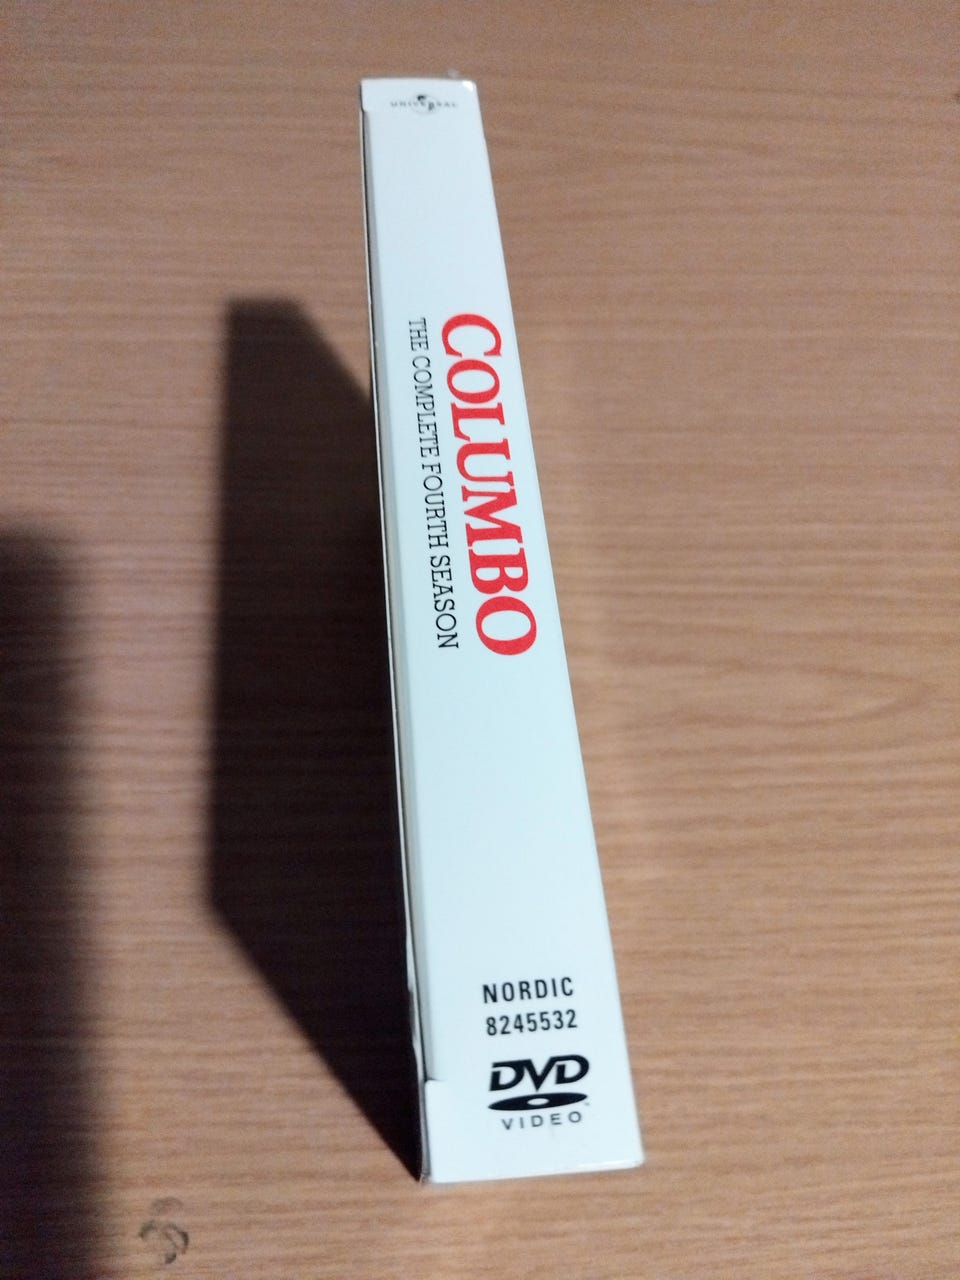 UNIVERSAL
COLUMBO
THE COMPLETE FOURTH SEASON
NORDIC
8245532
DVD
VIDEO